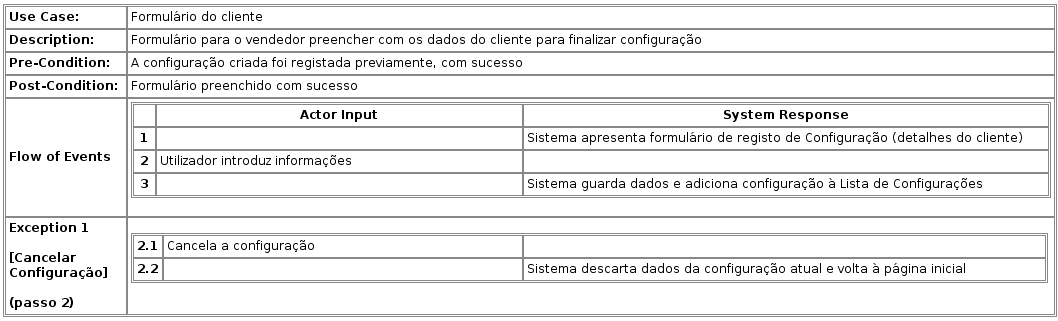 Use Case: Formulário do cliente
Description: Formulário para o vendedor preencher com os dados do cliente para finalizar configuração
Pre-Condition: A configuração criada foi registada previamente, com sucesso
Post-Condition: Formulário preenchido com sucesso
Flow of Events
Actor Input System Response
1 Sistema apresenta formulário de registo de Configuração (detalhes do cliente)
2 Utilizador introduz informações
3 Sistema guarda dados e adiciona configuração à Lista de Configurações
Exception 1
[Cancelar
Configuração]
(passo 2)
2.1 Cancela a configuração
2.2 Sistema descarta dados da configuração atual e volta à página inicial